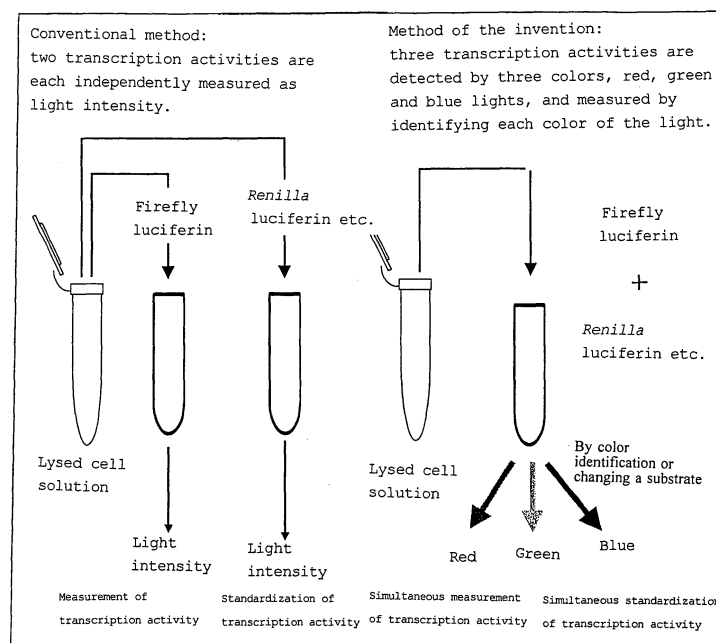 Conventional method:
two transcription activities are
each independently measured as
light intensity.
Method of the invention:
three transcription activities are
detected by three colors, red, green
and blue lights, and measured by
identifying each color of the light.
Firefly
luciferin
Renilla
luciferin etc.
Firefly
luciferin
+
Renilla
luciferin etc.
Lysed cell
solution
Lysed cell
solution
By color
identification or
changing a substrate
Light
intensity
Light
intensity
Red
Green
Blue
Measurement of
transcription activity
Standardization of
transcription activity
Simultaneous measurement
of transcription activity
Simultaneous standardization
of transcription activity